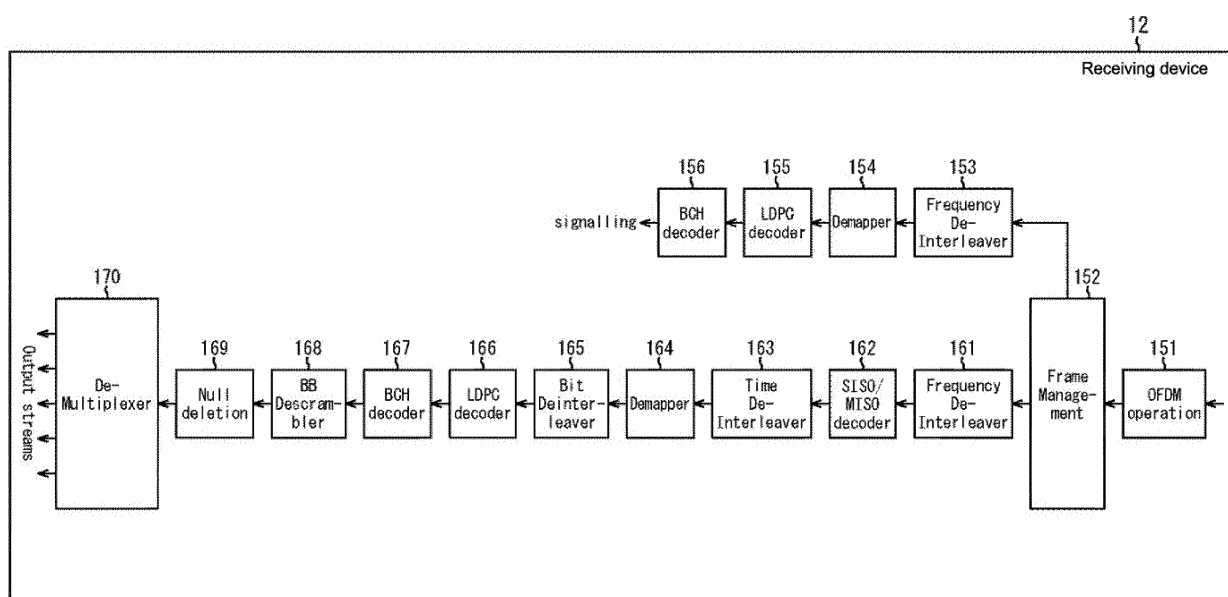 12
Receiving device
156
155
154
153
signalling
BCH
decoder
LDPC
decoder
Demapper
Frequency
De-
Interleaver
170
152
169
168
167
166
165
164
163
162
161
151
Output streams
De-
Multiplexer
Null
deletion
BB
Descram-
bler
BCH
decoder
LDPC
decoder
Bit
Deinter-
leaver
Demapper
Time
De-
Interleaver
SISO/
MISO
decoder
Frequency
De-
Interleaver
Frame
Manage-
ment
OFDM
operation